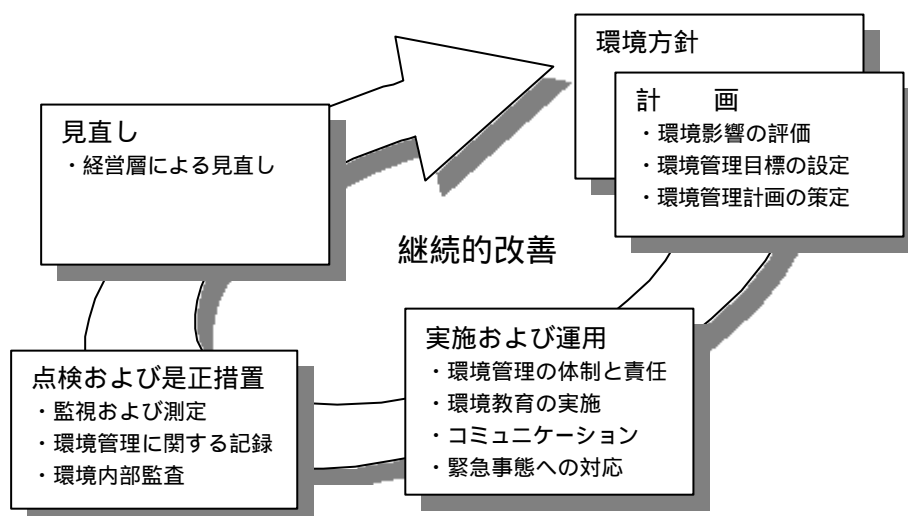 環境方針
計　　画
・環境影響の評価
・環境管理目標の設定
・環境管理計画の策定
見直し
・経営層による見直し
継続的改善
実施および運用
・環境管理の体制と責任
・環境教育の実施
・コミュニケーション
・緊急事態への対応
点検および是正措置
・監視および測定
・環境管理に関する記録
・環境内部監査